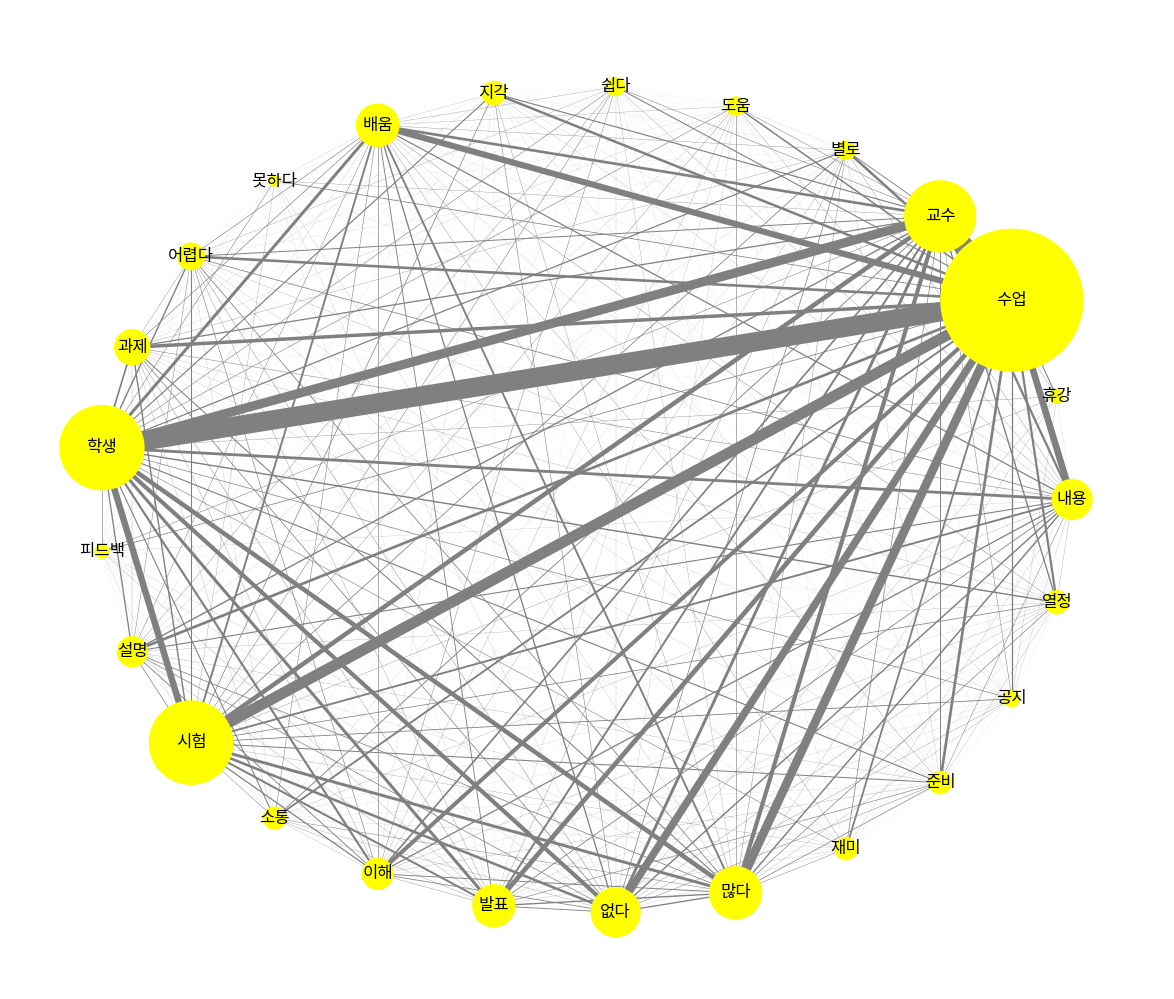 쉽다
지각
도움
배움
별로
못하다
교수
어렵다
수업
과제
휴강
학생
내용
피드백
열정
설명
공지
시험
준비
소통
재미
이해
많다
발표
없다